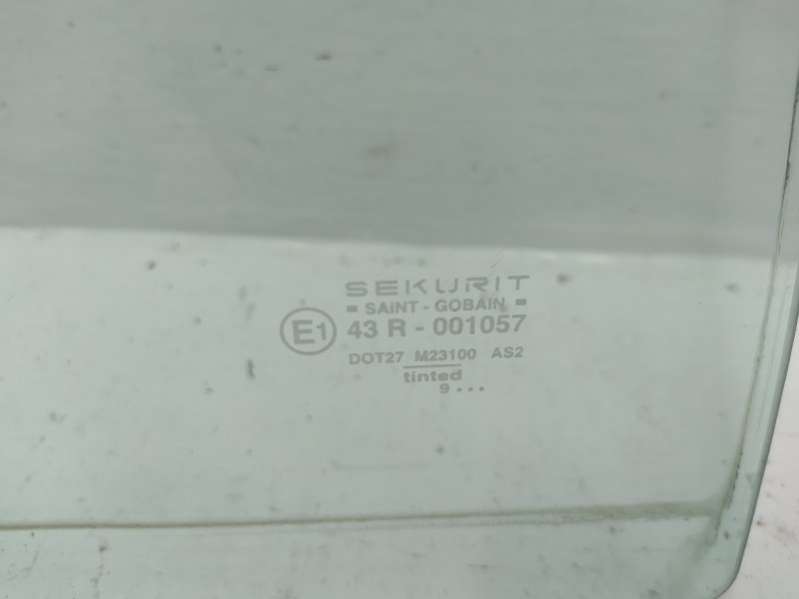 SEKURIT
SAINT - GOBAIN
E1 43 R - 001057
DOT27 M23100 AS2
tinted
9 ...